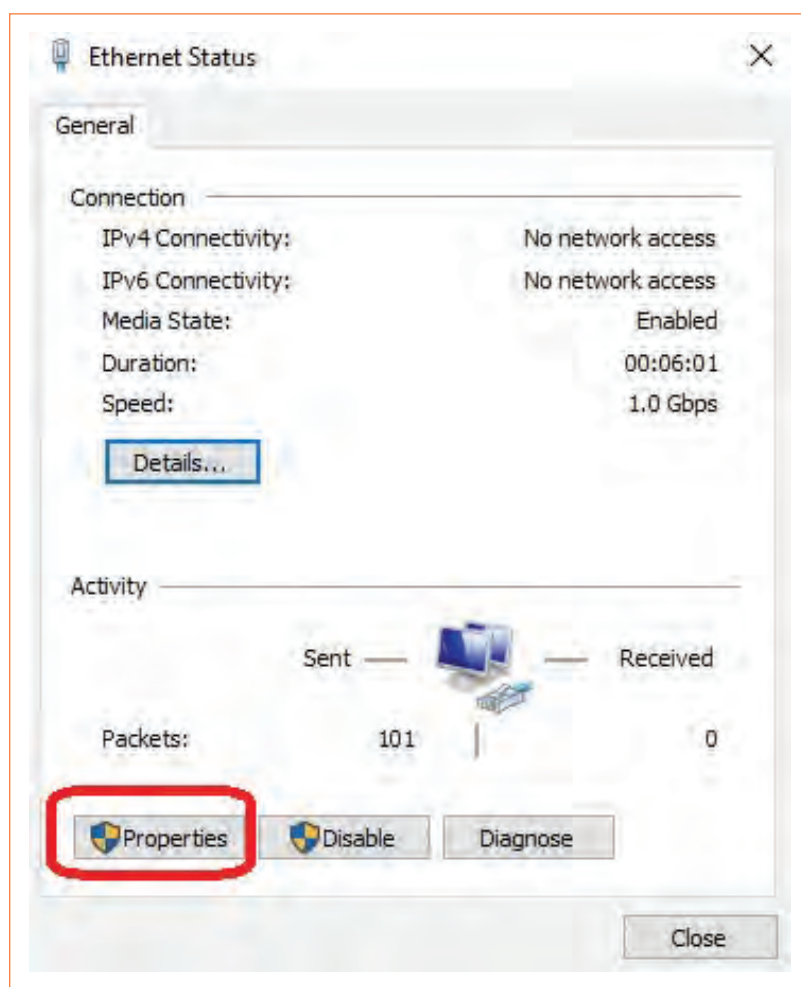 Ethernet Status
General
Connection
IPv4 Connectivity: No network access
IPv6 Connectivity: No network access
Media State: Enabled
Duration: 00:06:01
Speed: 1.0 Gbps
Details...
Activity
Sent Received
Packets: 101 0
Properties Disable Diagnose
Close